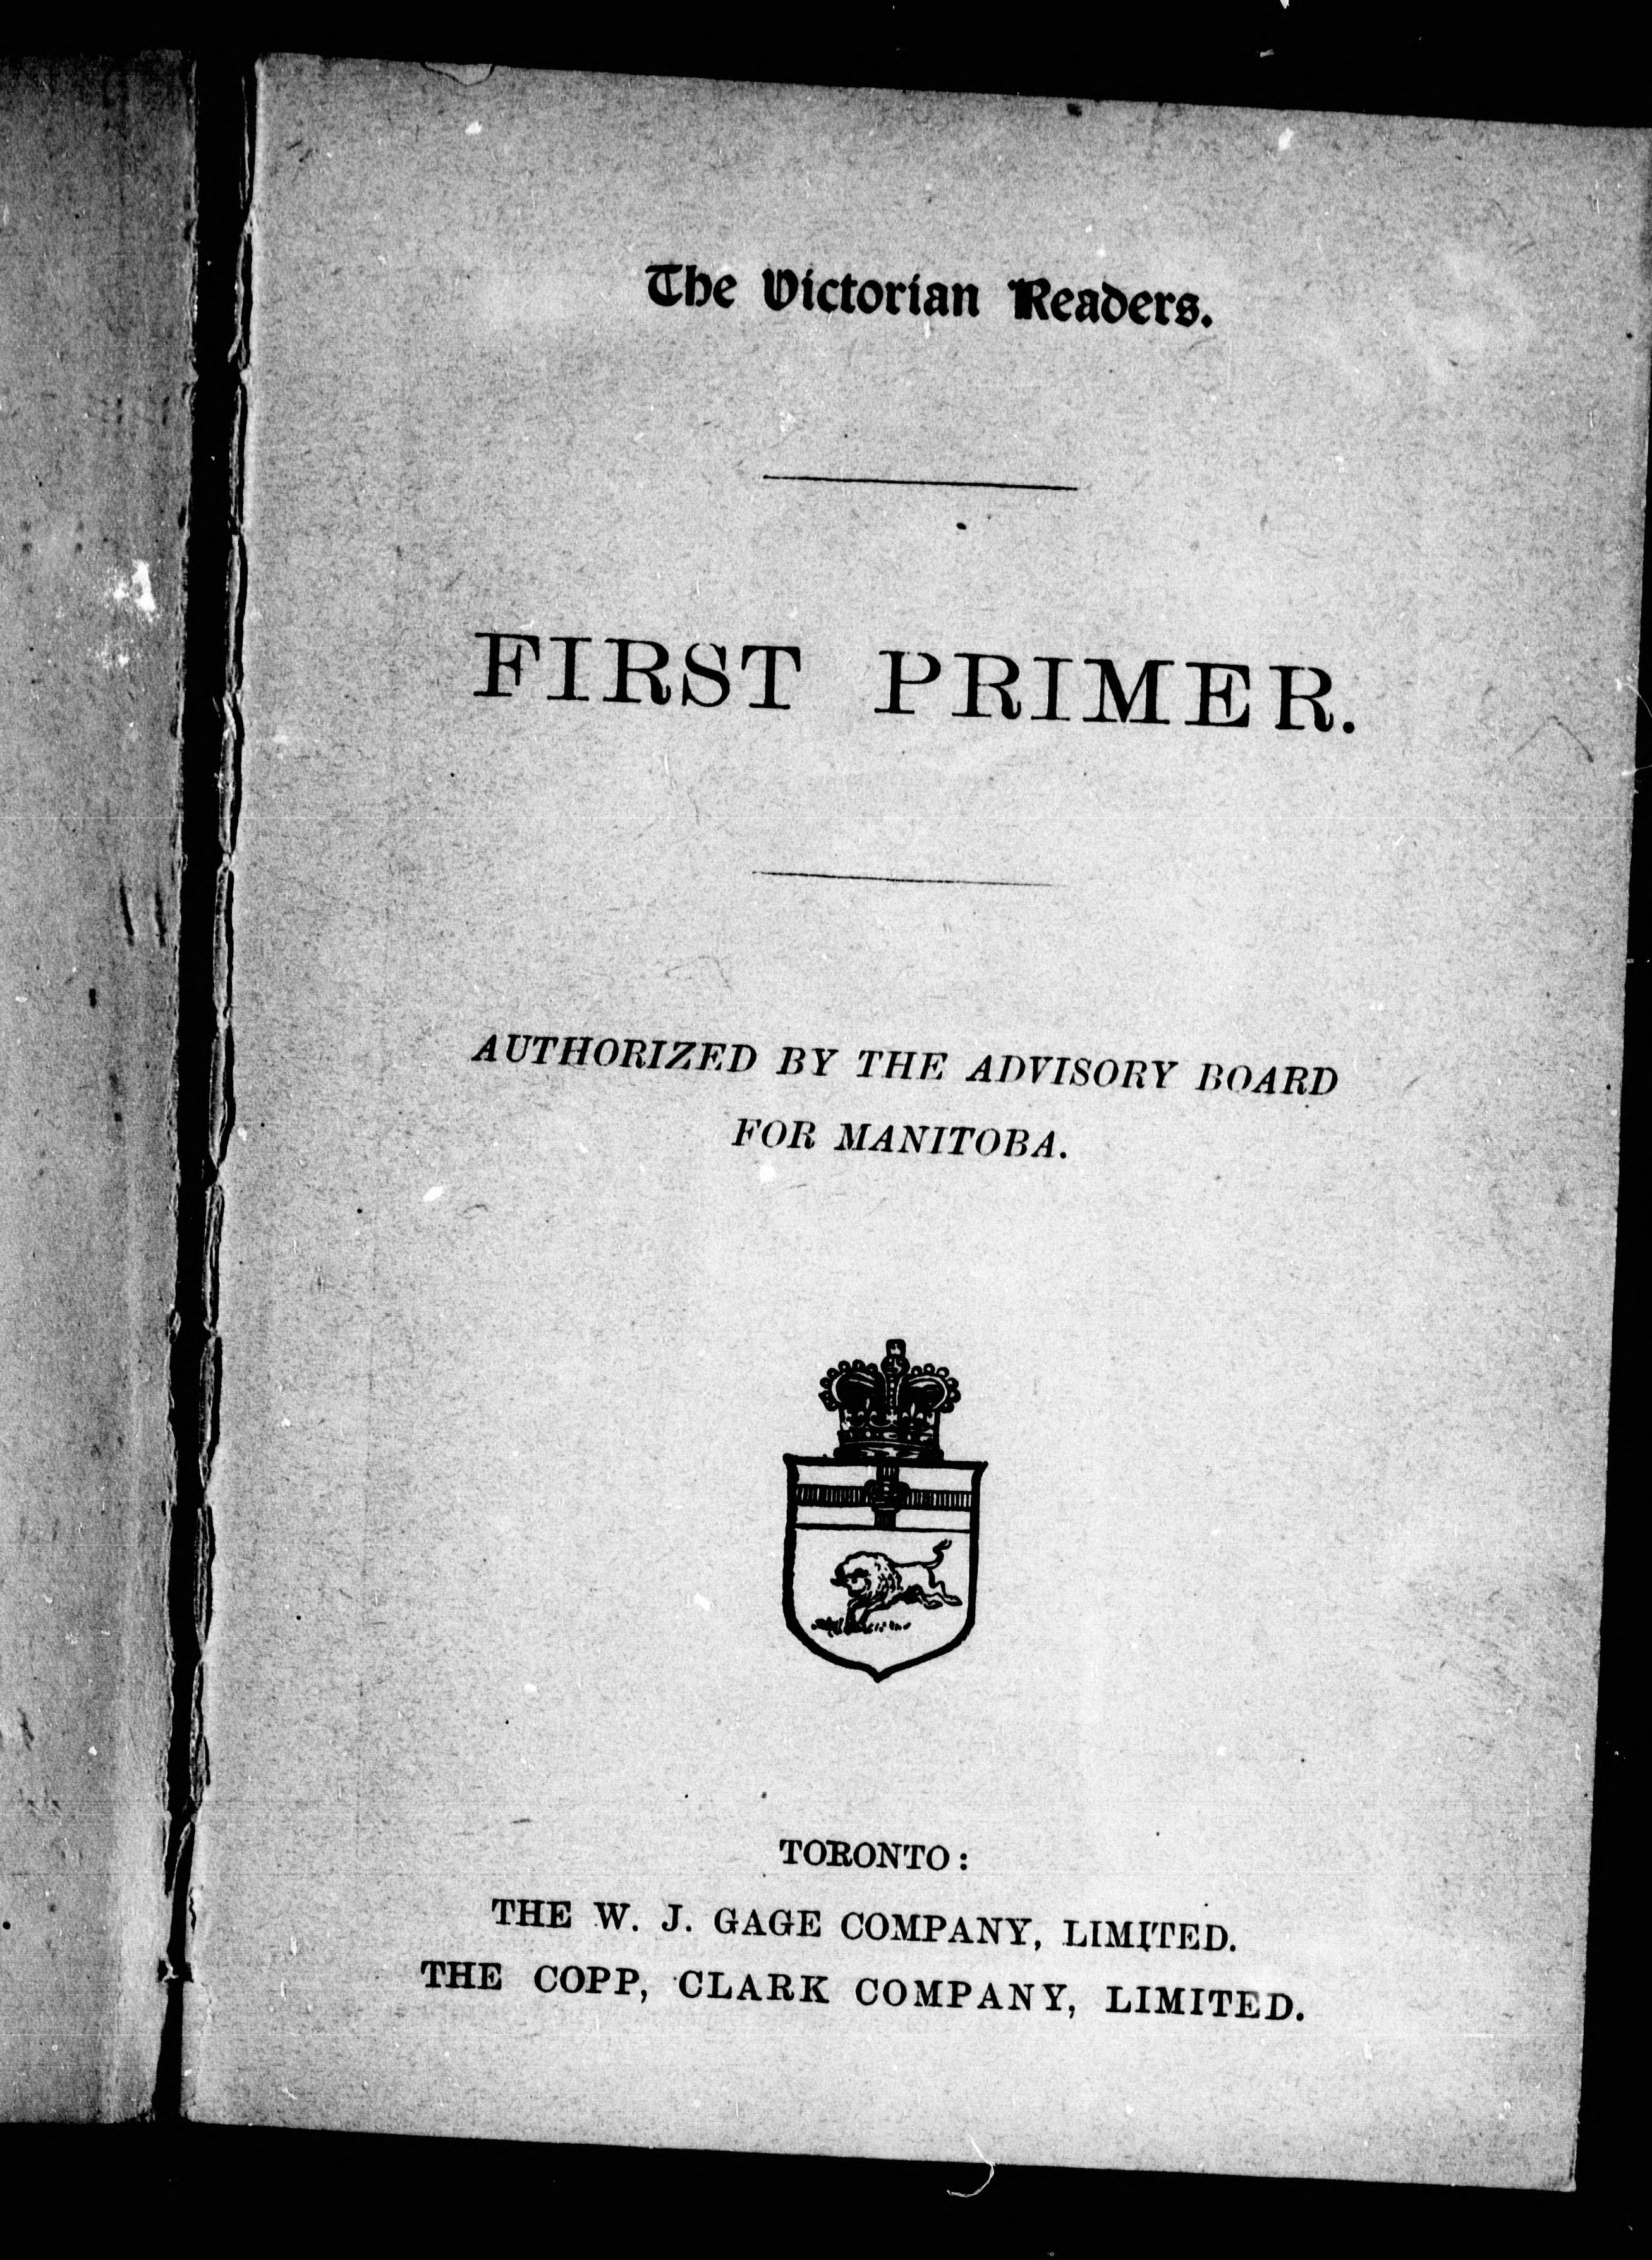 The Victorian Readers.
FIRST PRIMER.
AUTHORIZED BY THE ADVISORY BOARD
FOR MANITOBA.
TORONTO:
THE W. J. GAGE COMPANY, LIMITED.
THE COPP, CLARK COMPANY, LIMITED.